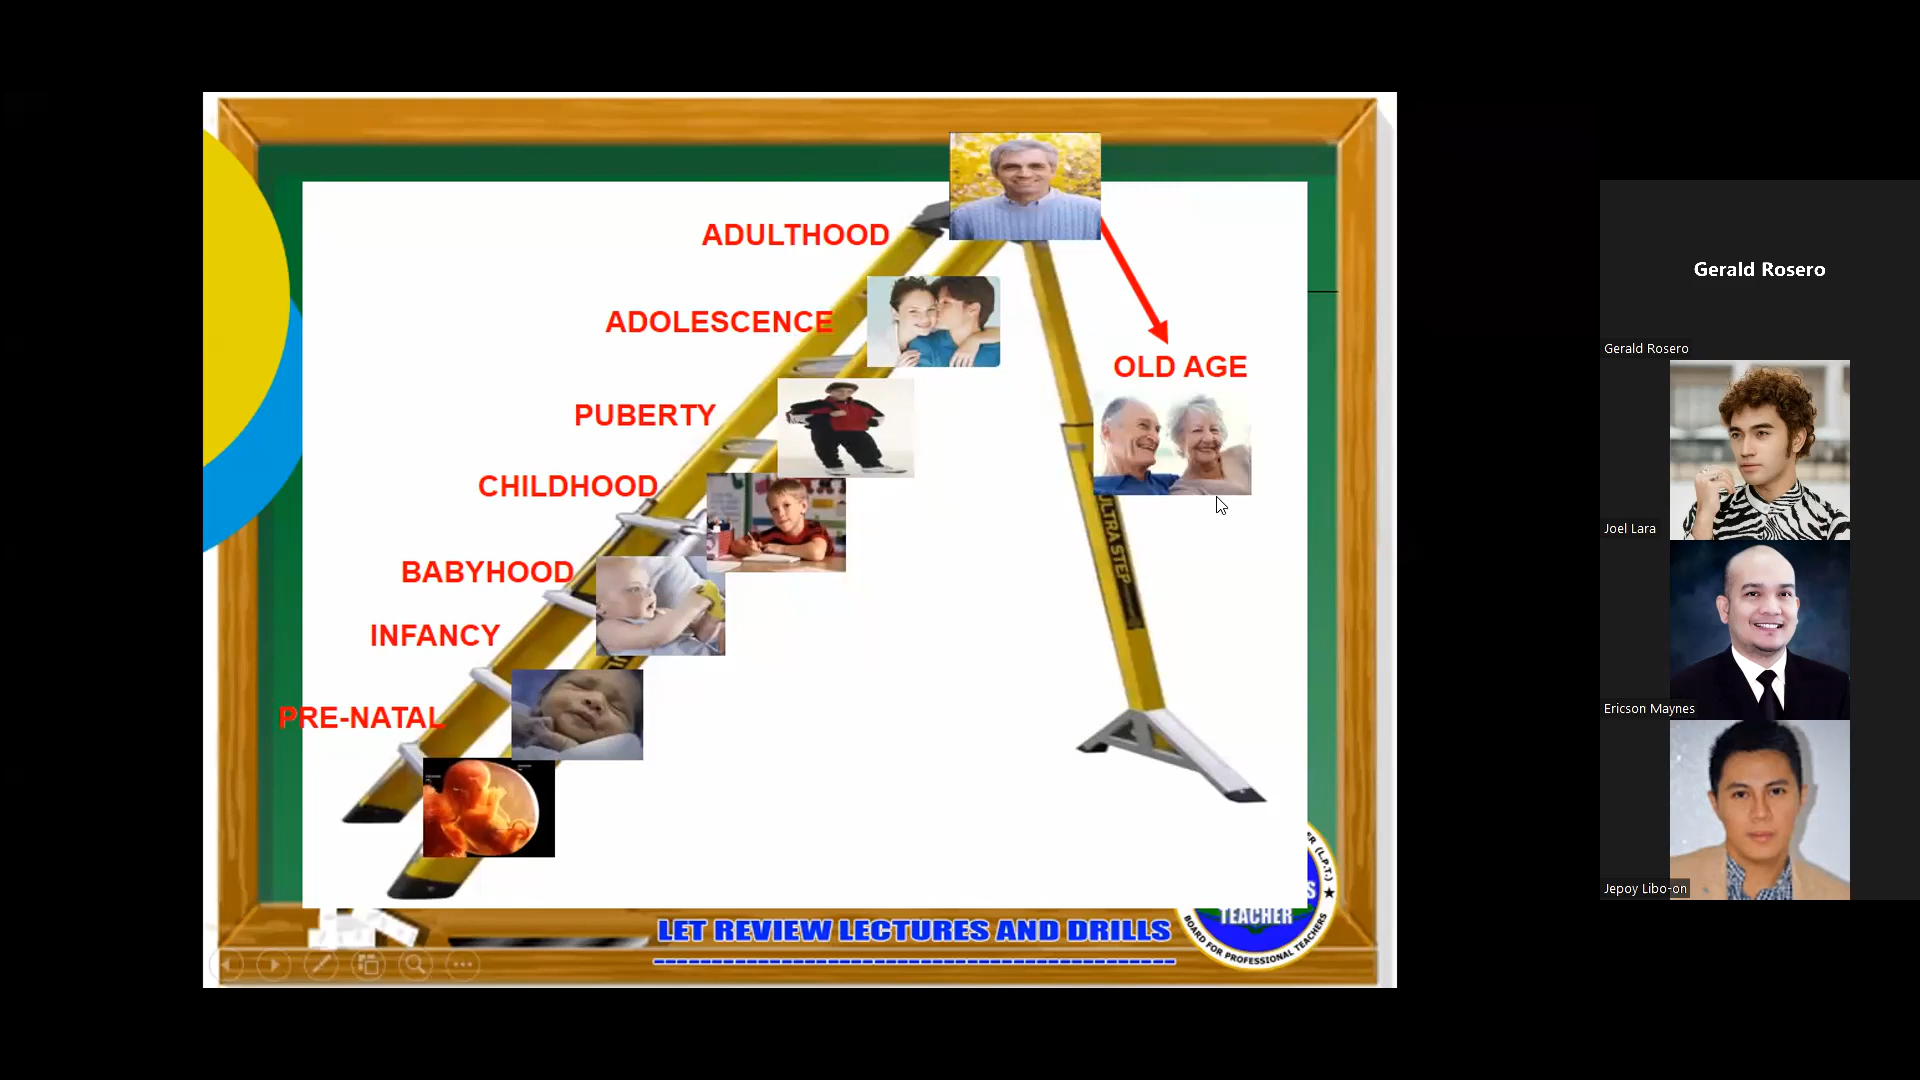 ADULTHOOD
ADOLESCENCE
PUBERTY
CHILDHOOD
BABYHOOD
INFANCY
PRE-NATAL
OLD AGE
ULTRA STEP
LET REVIEW LECTURES AND DRILLS
TEACHER
BOARD FOR PROFESSIONAL TEACHERS
(L.P.T.)
Gerald Rosero
Gerald Rosero
Joel Lara
Ericson Maynes
Jepoy Libo-on